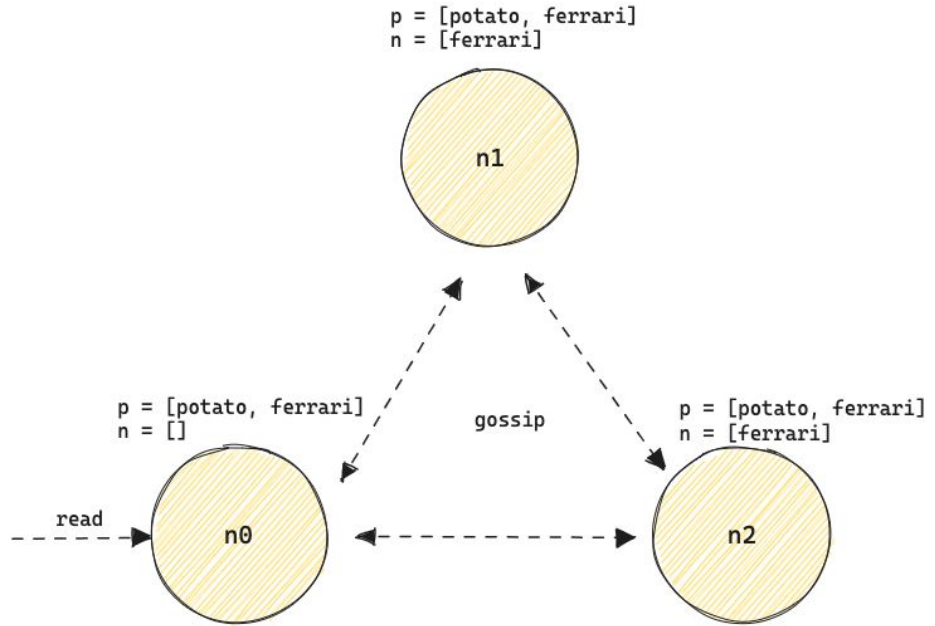 p = [potato, ferrari]
n = [ferrari]
n1
p = [potato, ferrari]
n = []
gossip
p = [potato, ferrari]
n = [ferrari]
read
n0
n2